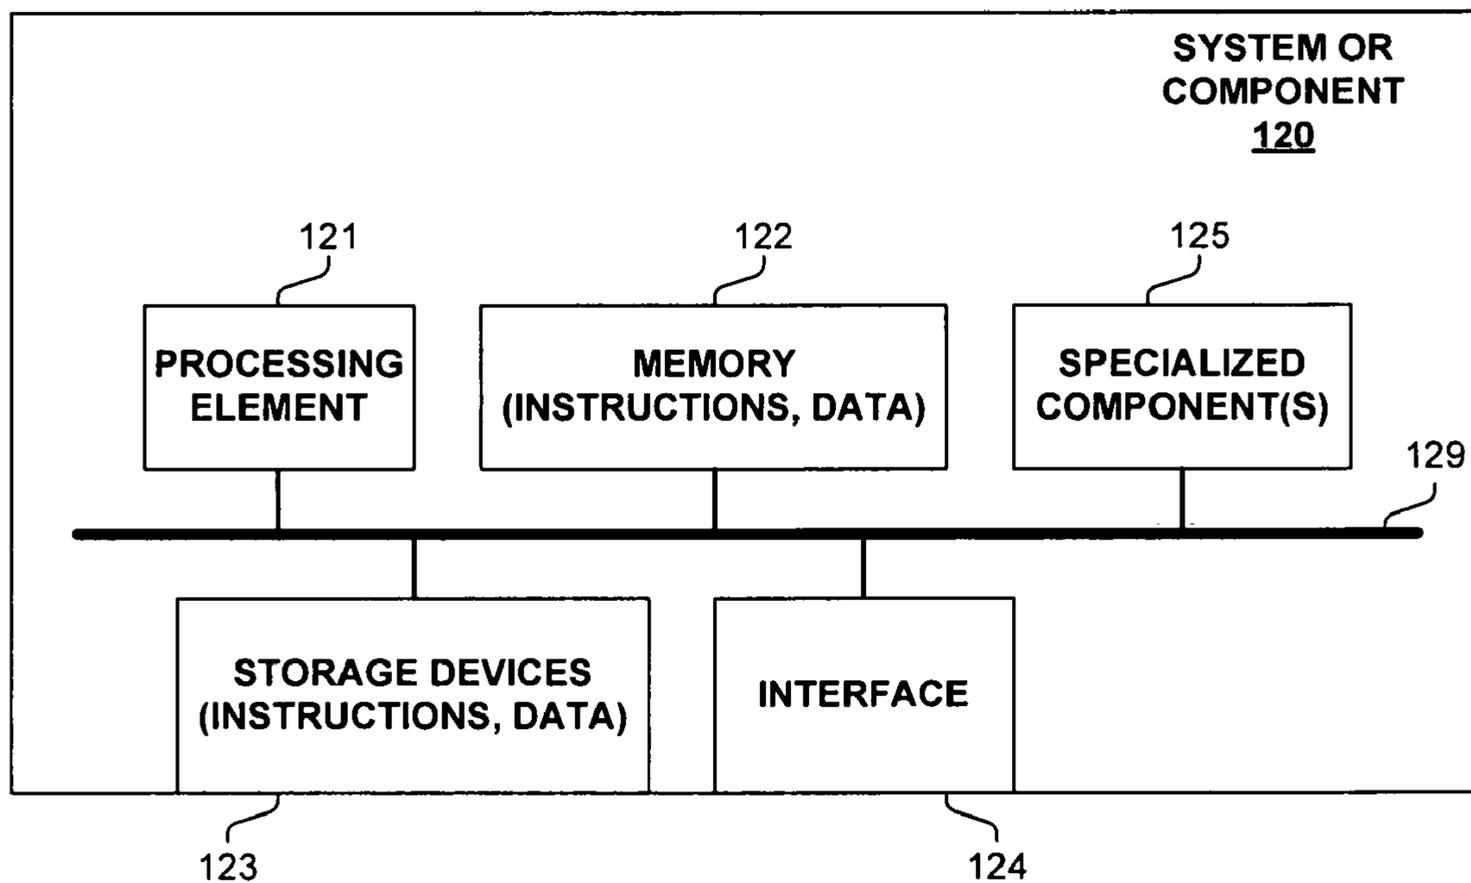 SYSTEM OR
COMPONENT
120
121
122
125
PROCESSING
ELEMENT
MEMORY
(INSTRUCTIONS, DATA)
SPECIALIZED
COMPONENT(S)
129
STORAGE DEVICES
(INSTRUCTIONS, DATA)
INTERFACE
123
124